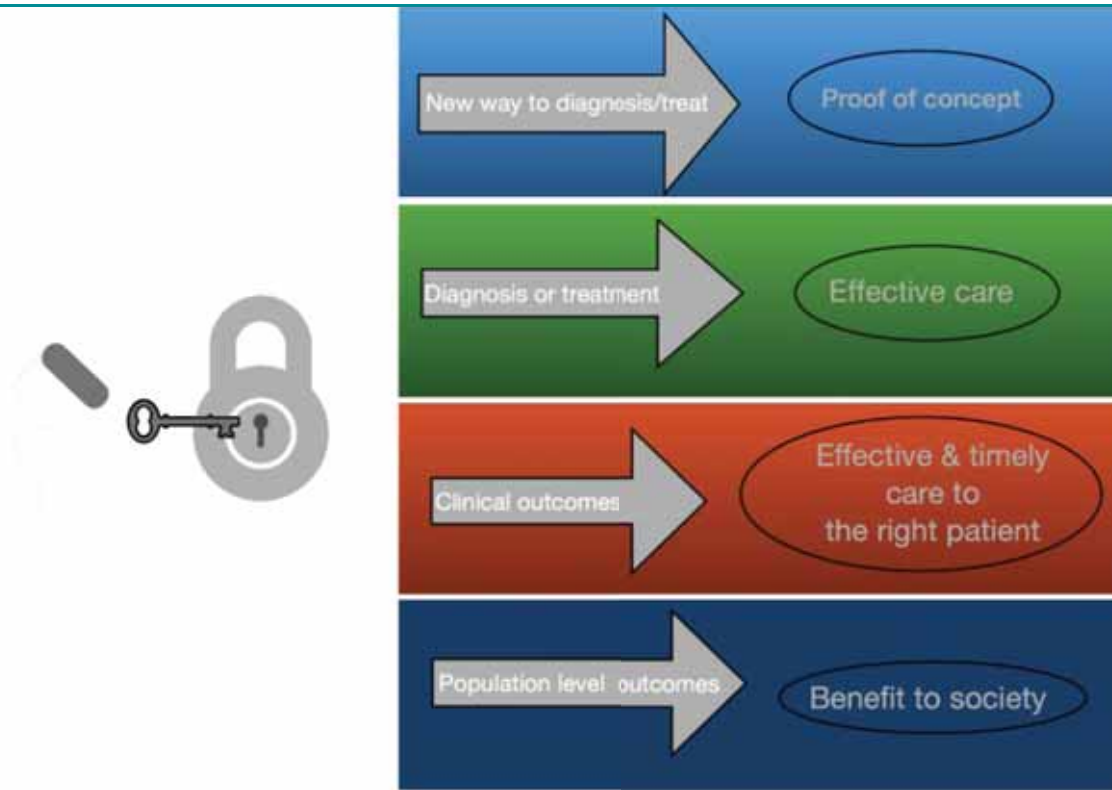 New way to diagnosis/treat
Proof of concept
Diagnosis or treatment
Effective care
Clinical outcomes
Effective & timely
care to
the right patient
Population level outcomes
Benefit to society